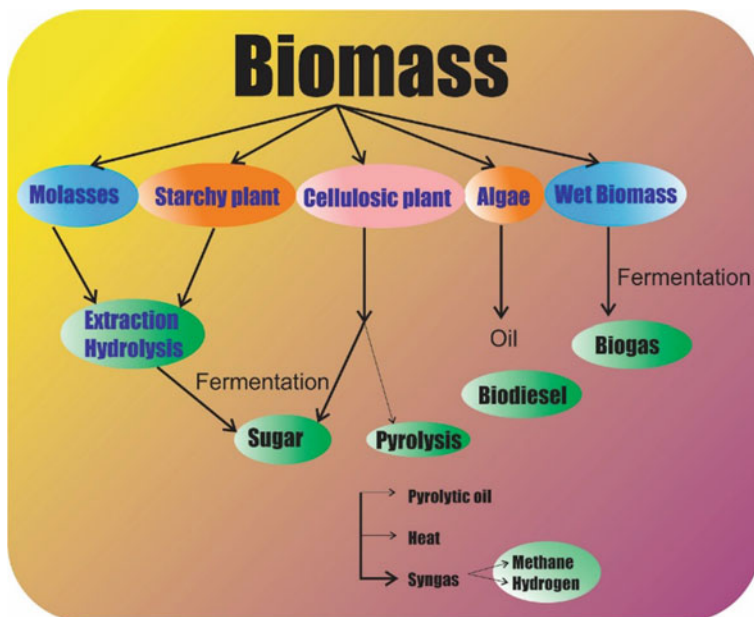 Biomass
Molasses
Starchy plant
Cellulosic plant
Algae
Wet Biomass
Fermentation
Extraction
Hydrolysis
Oil
Biogas
Fermentation
Biodiesel
Sugar
Pyrolysis
Pyrolytic oil
Heat
Syngas
Methane
Hydrogen